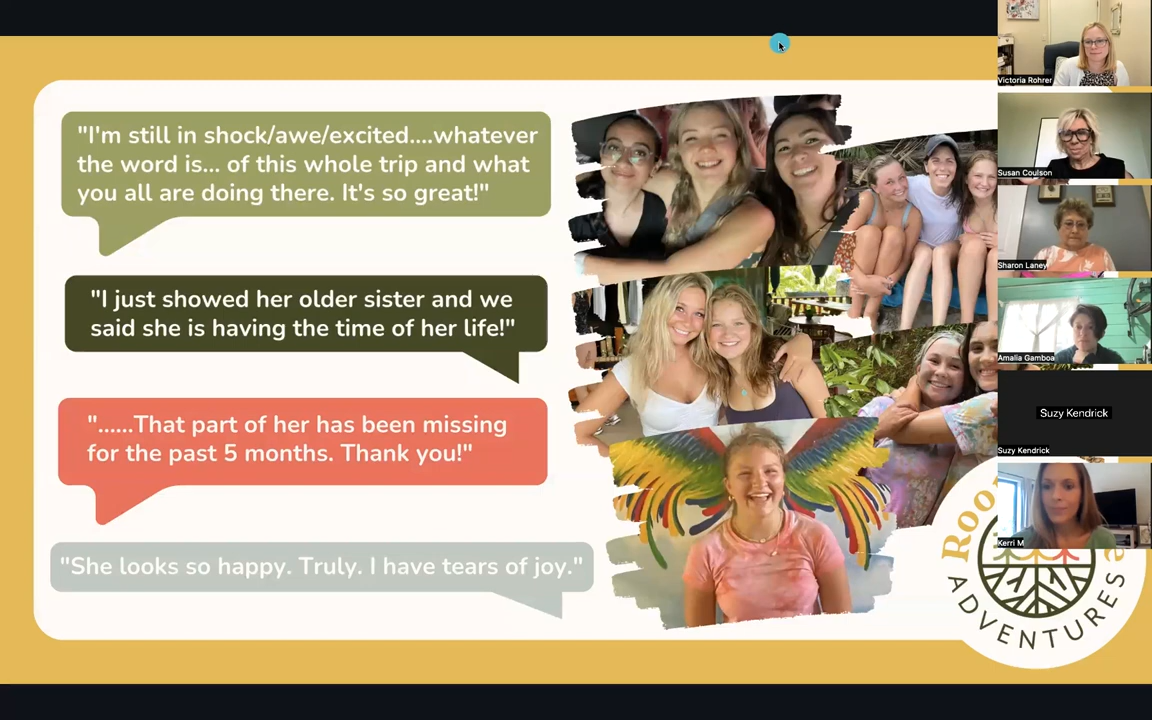 "I'm still in shock/awe/excited....whatever
the word is... of this whole trip and what
you all are doing there. It's so great!"
"I just showed her older sister and we
said she is having the time of her life!"
"......That part of her has been missing
for the past 5 months. Thank you!"
"She looks so happy. Truly. I have tears of joy."
Victoria Rohrer
Susan Coulson
Sharon Laney
Amalia Gamboa
Suzy Kendrick
Suzy Kendrick
Kerri M
ADVENTURES